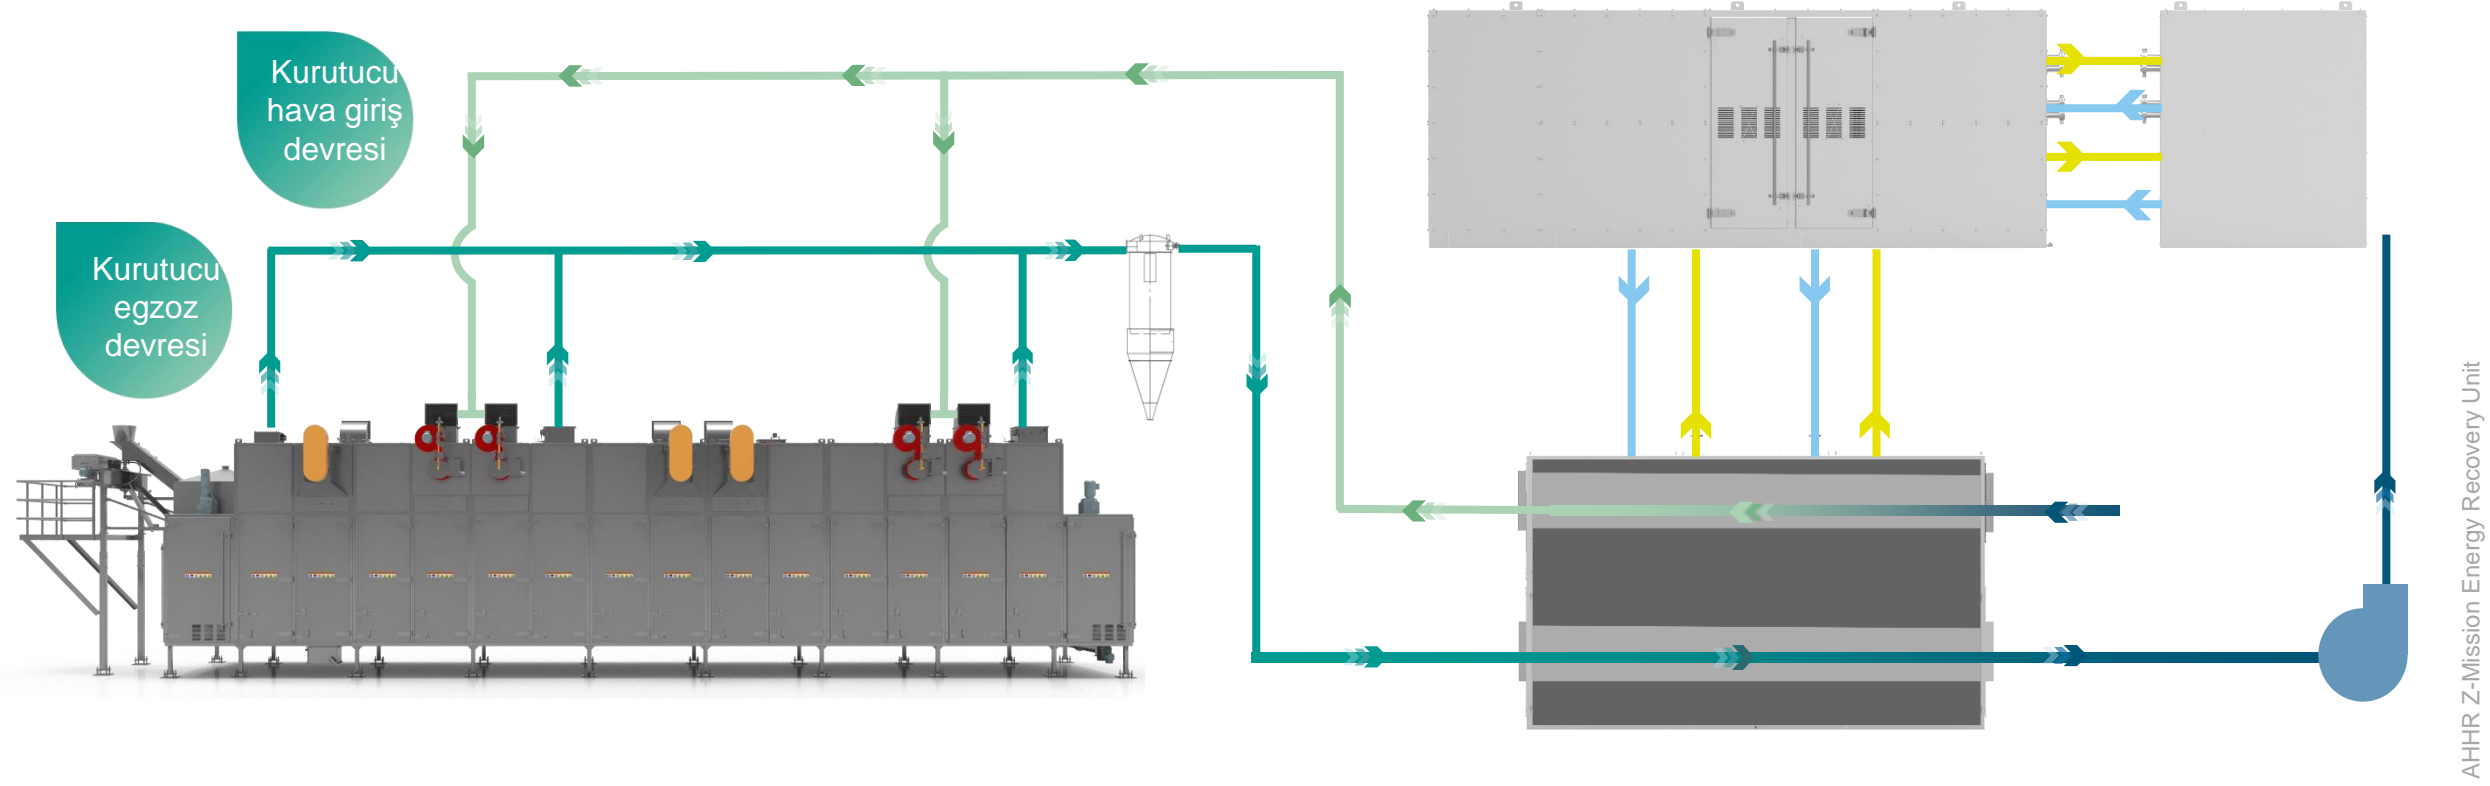 Kurutucu
hava giriş
devresi
Kurutucu
egzoz
devresi
AHHR Z-Mission Energy Recovery Unit